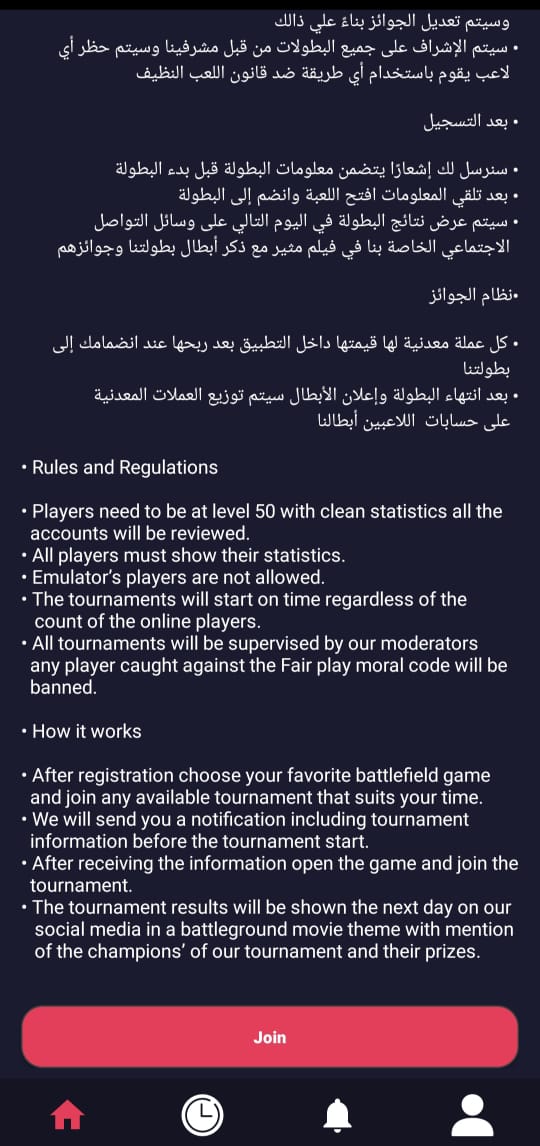 وسيتم تعديل الجوائز بناءً علي ذالك
• سيتم الإشراف على جميع البطولات من قبل مشرفينا وسيتم حظر أي
لاعب يقوم باستخدام أي طريقة ضد قانون اللعب النظيف
• بعد التسجيل
• سنرسل لك إشعارًا يتضمن معلومات البطولة قبل بدء البطولة
• بعد تلقي المعلومات افتح اللعبة وانضم إلى البطولة
• سيتم عرض نتائج البطولة في اليوم التالي على وسائل التواصل
الاجتماعي الخاصة بنا في فيلم مثير مع ذكر أبطال بطولتنا وجوائزهم
•نظام الجوائز
• كل عملة معدنية لها قيمتها داخل التطبيق بعد ربحها عند انضمامك إلى
بطولتنا
• بعد انتهاء البطولة وإعلان الأبطال سيتم توزيع العملات المعدنية
على حسابات اللاعبين أبطالنا
• Rules and Regulations
• Players need to be at level 50 with clean statistics all the
accounts will be reviewed.
• All players must show their statistics.
• Emulator’s players are not allowed.
• The tournaments will start on time regardless of the
count of the online players.
• All tournaments will be supervised by our moderators
any player caught against the Fair play moral code will be
banned.
• How it works
• After registration choose your favorite battlefield game
and join any available tournament that suits your time.
• We will send you a notification including tournament
information before the tournament start.
• After receiving the information open the game and join the
tournament.
• The tournament results will be shown the next day on our
social media in a battleground movie theme with mention
of the champions’ of our tournament and their prizes.
Join